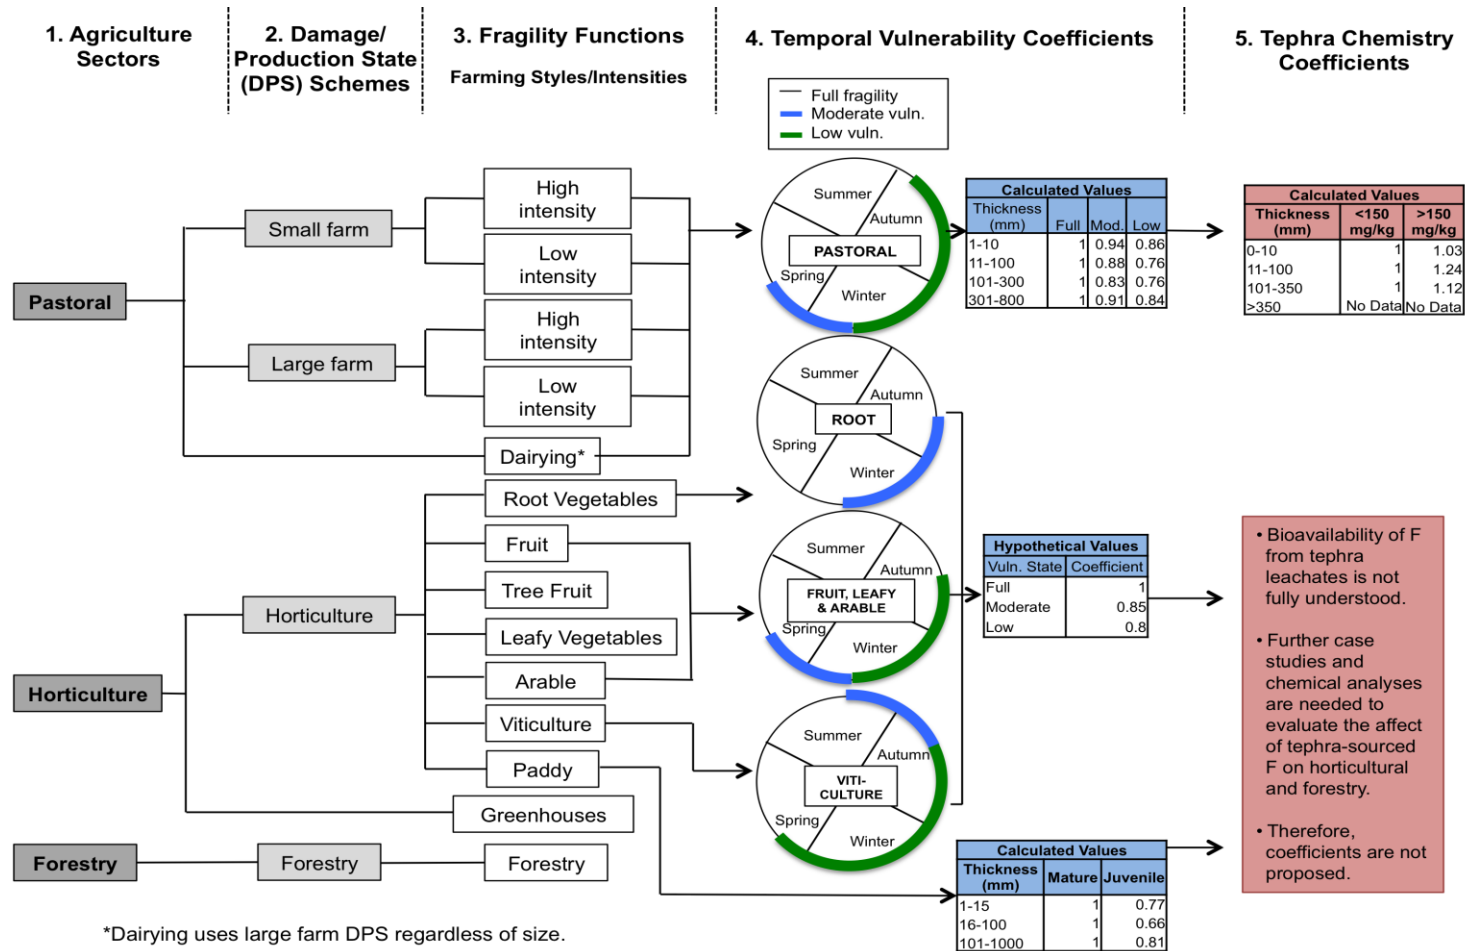 1. Agriculture
Sectors
2. Damage/
Production State
(DPS) Schemes
3. Fragility Functions
Farming Styles/Intensities
4. Temporal Vulnerability Coefficients
5. Tephra Chemistry
Coefficients
Full fragility
Moderate vuln.
Low vuln.
Pastoral
Small farm
Large farm
High
intensity
Low
intensity
High
intensity
Low
intensity
Dairying*
Summer
Autumn
PASTORAL
Spring
Winter
Calculated Values
Thickness
(mm) Full Mod. Low
1-10 1 0.94 0.86
11-100 1 0.88 0.76
101-300 1 0.83 0.76
301-800 1 0.91 0.84
Calculated Values
Thickness
(mm) <150
mg/kg >150
mg/kg
0-10 1 1.03
11-100 1 1.24
101-350 1 1.12
>350 No Data No Data
Horticulture
Horticulture
Root Vegetables
Fruit
Tree Fruit
Leafy Vegetables
Arable
Viticulture
Paddy
Greenhouses
Summer
Autumn
ROOT
Spring
Winter
Summer
Autumn
FRUIT, LEAFY
& ARABLE
Spring
Winter
Summer
Autumn
VITI-
CULTURE
Spring
Winter
Hypothetical Values
Vuln. State Coefficient
Full 1
Moderate 0.85
Low 0.8
• Bioavailability of F
from tephra
leachates is not
fully understood.
• Further case
studies and
chemical analyses
are needed to
evaluate the affect
of tephra-sourced
F on horticultural
and forestry.
• Therefore,
coefficients are not
proposed.
Forestry
Forestry
Forestry
Calculated Values
Thickness
(mm) Mature Juvenile
1-15 1 0.77
16-100 1 0.66
101-1000 1 0.81
*Dairying uses large farm DPS regardless of size.